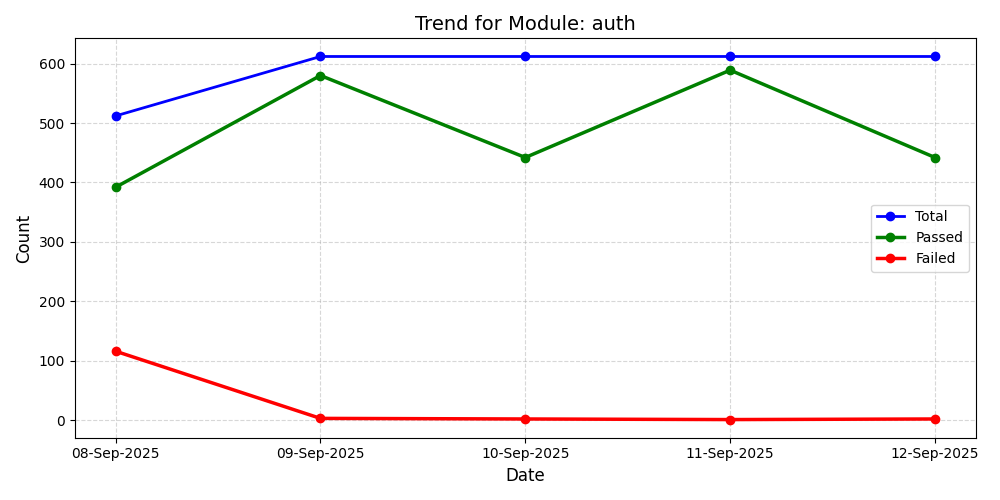 Trend for Module: auth
600
500
400
300
200
100
0
Count
Total
Passed
Failed
08-Sep-2025 09-Sep-2025 10-Sep-2025 11-Sep-2025 12-Sep-2025
Date